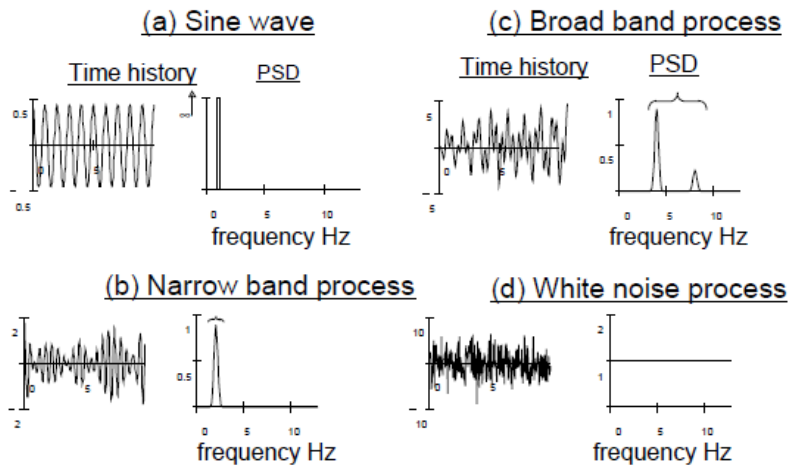 (a) Sine wave
Time history
PSD
0.5
0
5
0.5
∞
0
5
10
frequency Hz
(c) Broad band process
Time history
PSD
5
0
5
5
1
0.5
0
5
10
frequency Hz
(b) Narrow band process
2
0
5
2
1
0.5
0
5
10
frequency Hz
(d) White noise process
10
0
5
10
2
1
0
5
10
frequency Hz